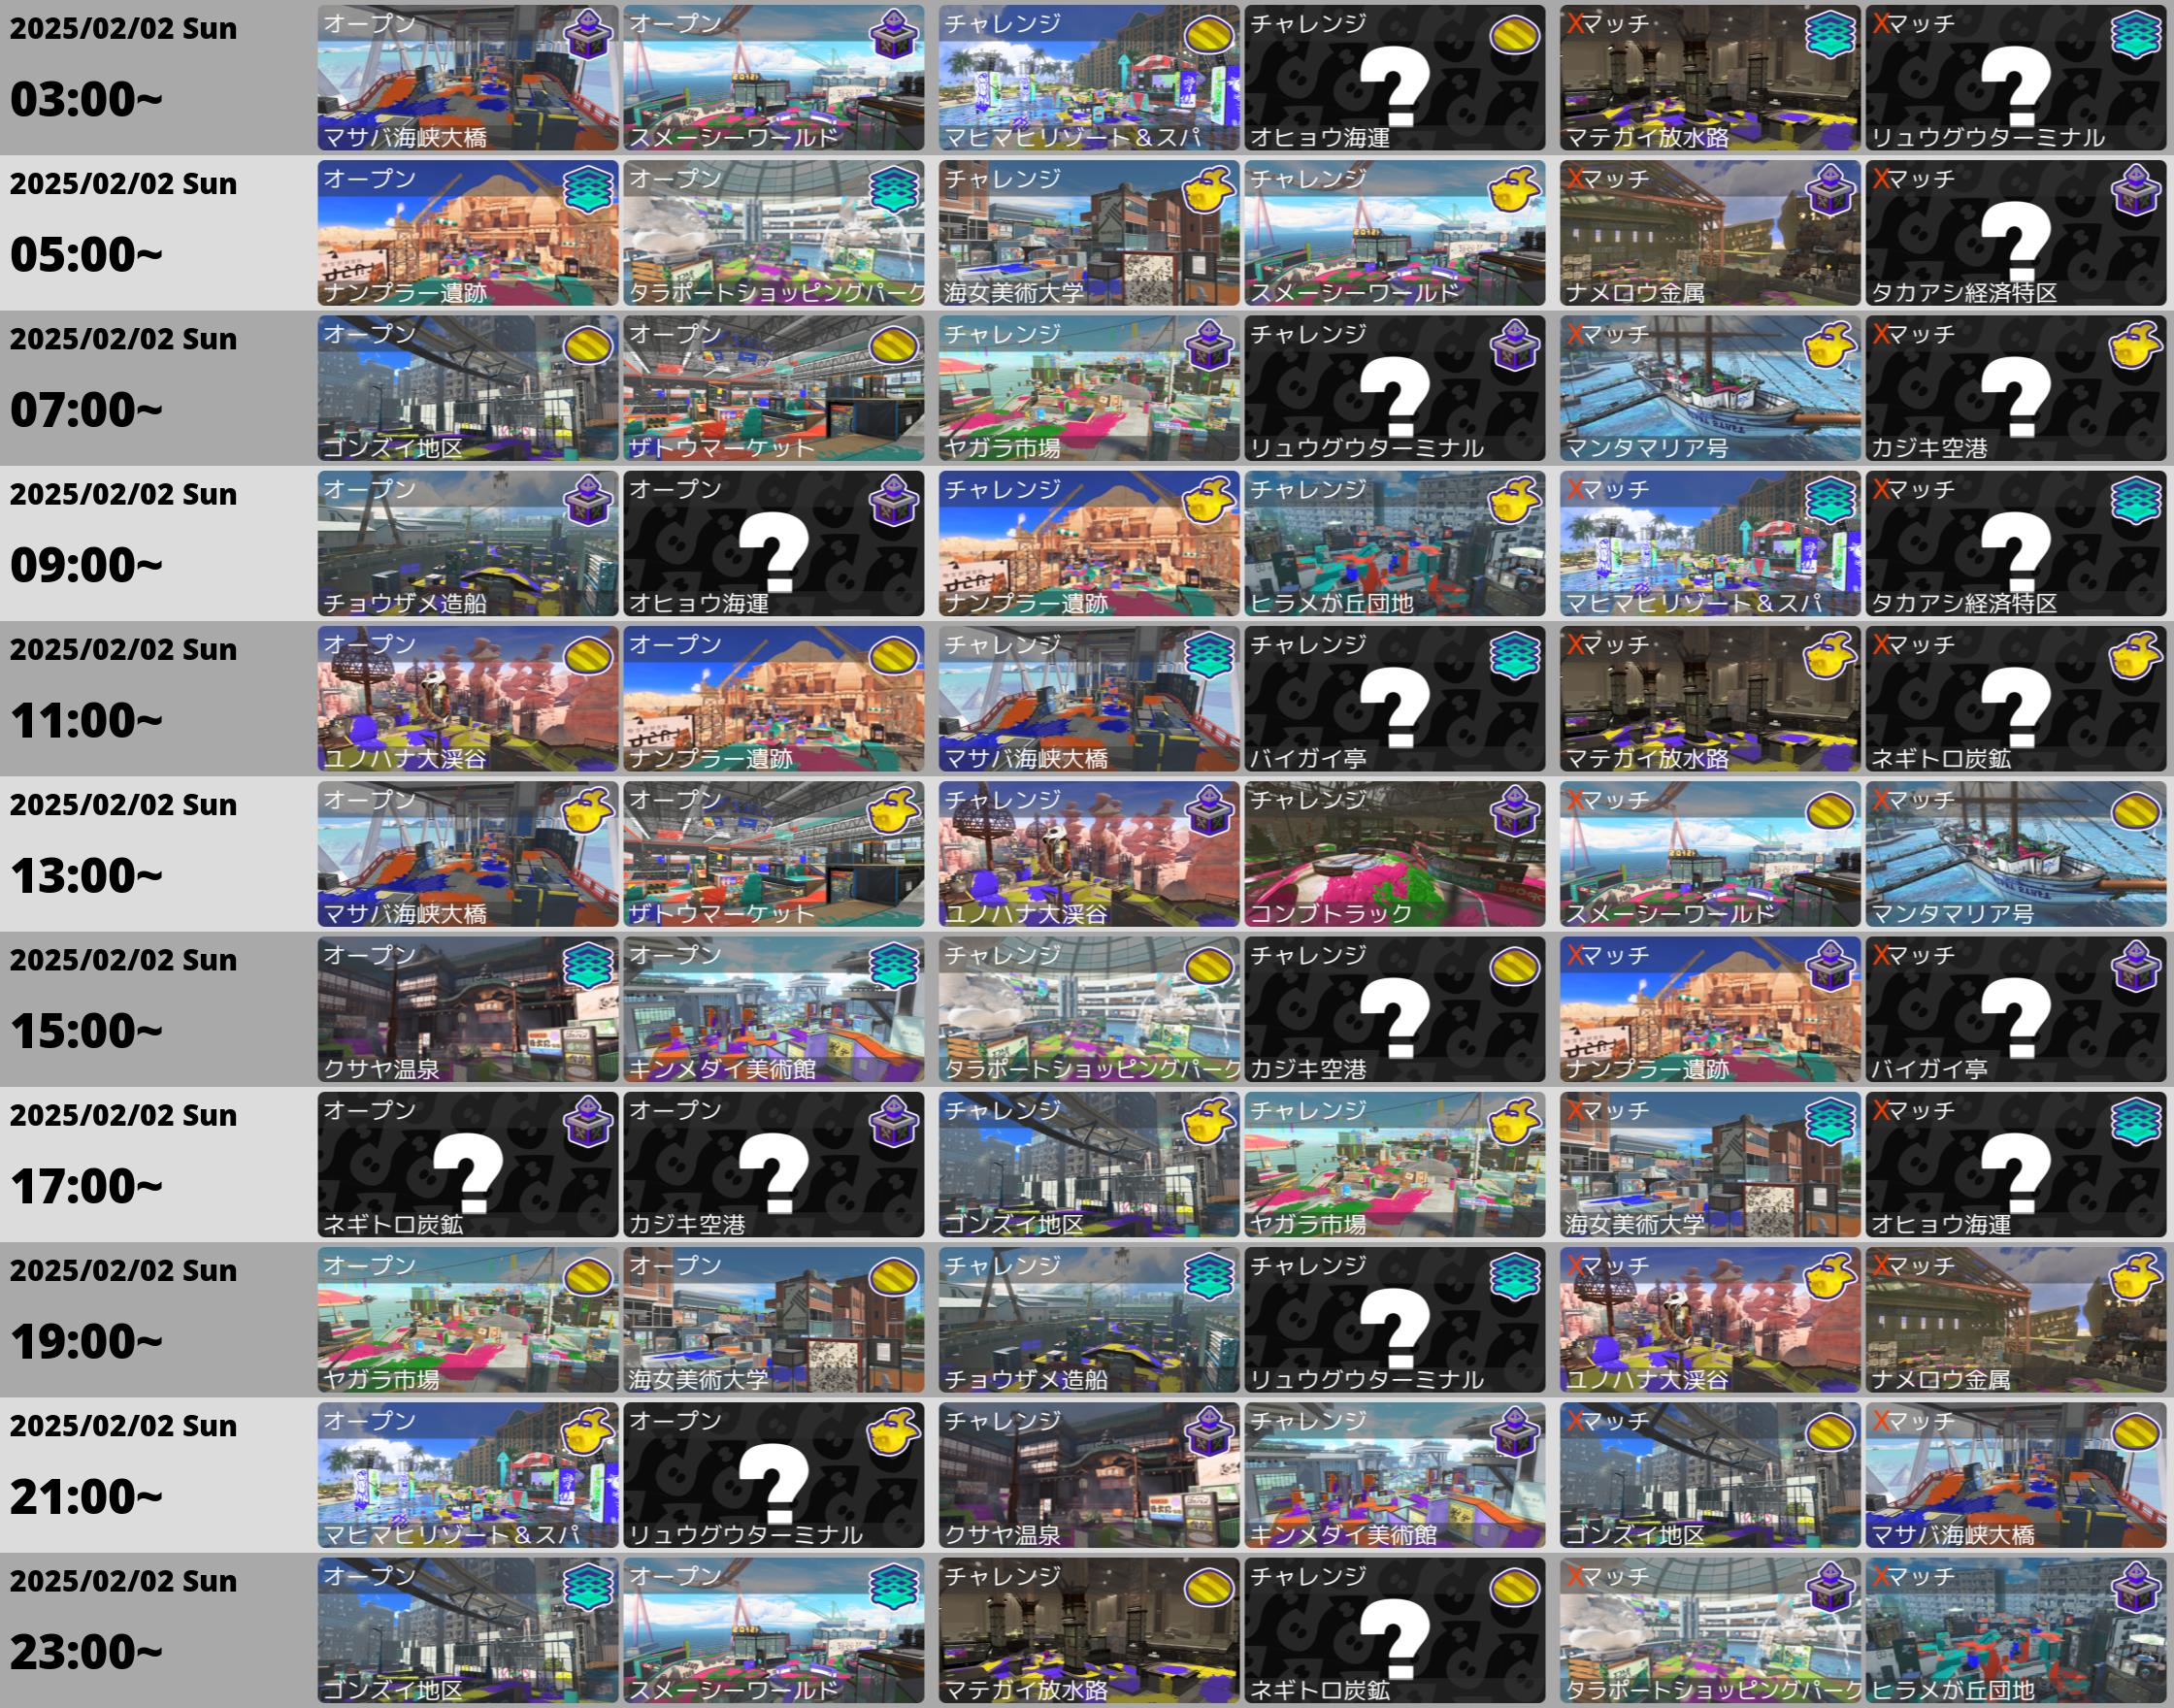 2025/02/02 Sun
03:00~
オープン
マサバ海峡大橋
オープン
スメーシーワールド
チャレンジ
マヒマヒリゾート＆スパ
チャレンジ
?
オヒョウ海運
Xマッチ
マテガイ放水路
Xマッチ
?
リュウグウターミナル
2025/02/02 Sun
05:00~
オープン
ナンプラー遺跡
オープン
タラポートショッピングパーク
チャレンジ
海女美術大学
チャレンジ
スメーシーワールド
Xマッチ
ナメロウ金属
Xマッチ
?
タカアシ経済特区
2025/02/02 Sun
07:00~
オープン
ゴンズイ地区
オープン
ザトウマーケット
チャレンジ
ヤガラ市場
チャレンジ
?
リュウグウターミナル
Xマッチ
マンタマリア号
Xマッチ
?
カジキ空港
2025/02/02 Sun
09:00~
オープン
チョウザメ造船
オープン
?
オヒョウ海運
チャレンジ
ナンプラー遺跡
チャレンジ
ヒラメが丘団地
Xマッチ
マヒマヒリゾート＆スパ
Xマッチ
?
タカアシ経済特区
2025/02/02 Sun
11:00~
オープン
ユノハナ大渓谷
オープン
ナンプラー遺跡
チャレンジ
マサバ海峡大橋
チャレンジ
?
バイガイ亭
Xマッチ
マテガイ放水路
Xマッチ
?
ネギトロ炭鉱
2025/02/02 Sun
13:00~
オープン
マサバ海峡大橋
オープン
ザトウマーケット
チャレンジ
ユノハナ大渓谷
チャレンジ
コンブトラック
Xマッチ
スメーシーワールド
Xマッチ
マンタマリア号
2025/02/02 Sun
15:00~
オープン
クサヤ温泉
オープン
キンメダイ美術館
チャレンジ
タラポートショッピングパーク
チャレンジ
?
カジキ空港
Xマッチ
ナンプラー遺跡
Xマッチ
?
バイガイ亭
2025/02/02 Sun
17:00~
オープン
?
ネギトロ炭鉱
オープン
?
カジキ空港
チャレンジ
ゴンズイ地区
チャレンジ
ヤガラ市場
Xマッチ
海女美術大学
Xマッチ
?
オヒョウ海運
2025/02/02 Sun
19:00~
オープン
ヤガラ市場
オープン
海女美術大学
チャレンジ
チョウザメ造船
チャレンジ
?
リュウグウターミナル
Xマッチ
ユノハナ大渓谷
Xマッチ
ナメロウ金属
2025/02/02 Sun
21:00~
オープン
マヒマヒリゾート＆スパ
オープン
?
リュウグウターミナル
チャレンジ
クサヤ温泉
チャレンジ
キンメダイ美術館
Xマッチ
ゴンズイ地区
Xマッチ
マサバ海峡大橋
2025/02/02 Sun
23:00~
オープン
ゴンズイ地区
オープン
スメーシーワールド
チャレンジ
マテガイ放水路
チャレンジ
?
ネギトロ炭鉱
Xマッチ
タラポートショッピングパーク
Xマッチ
ヒラメが丘団地